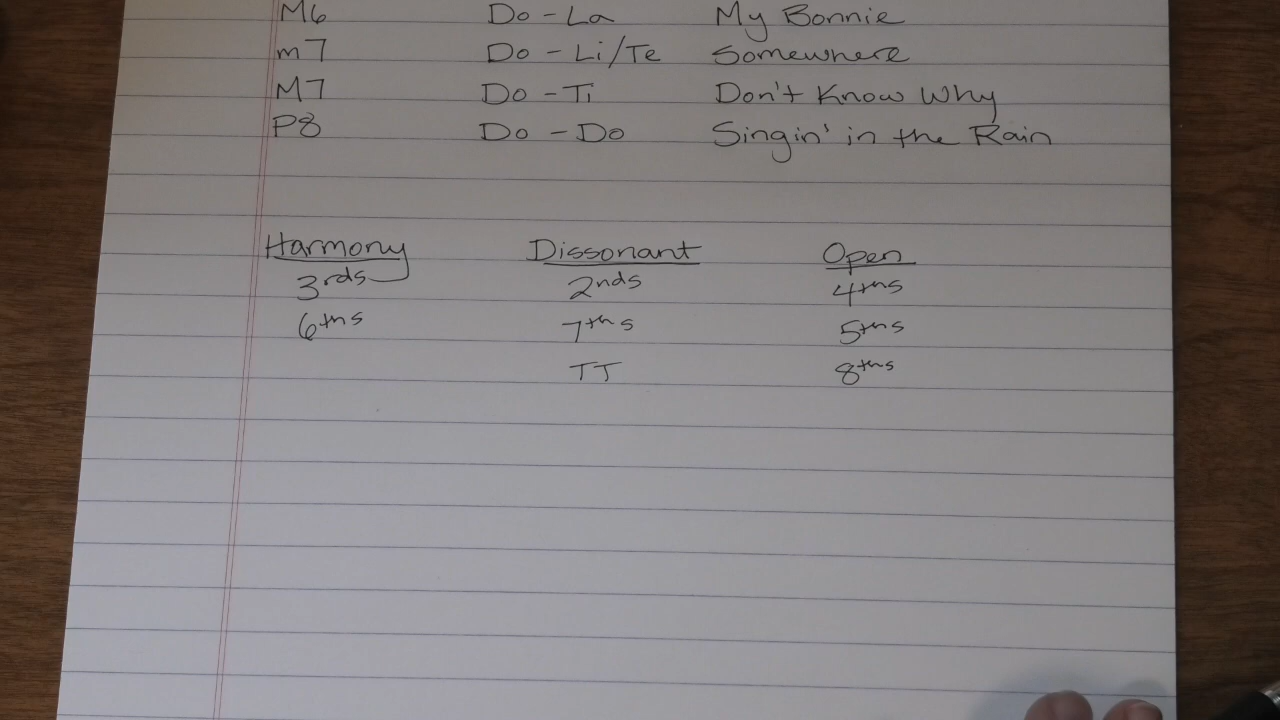 M6 Do - La My Bonnie
m7 Do - Li/Te Somewhere
M7 Do - Ti Don't Know Why
P8 Do - Do Singin' in the Rain
Harmony Dissonant Open
3rds 2nds 4ths
6ths 7ths 5ths
TT 8ths